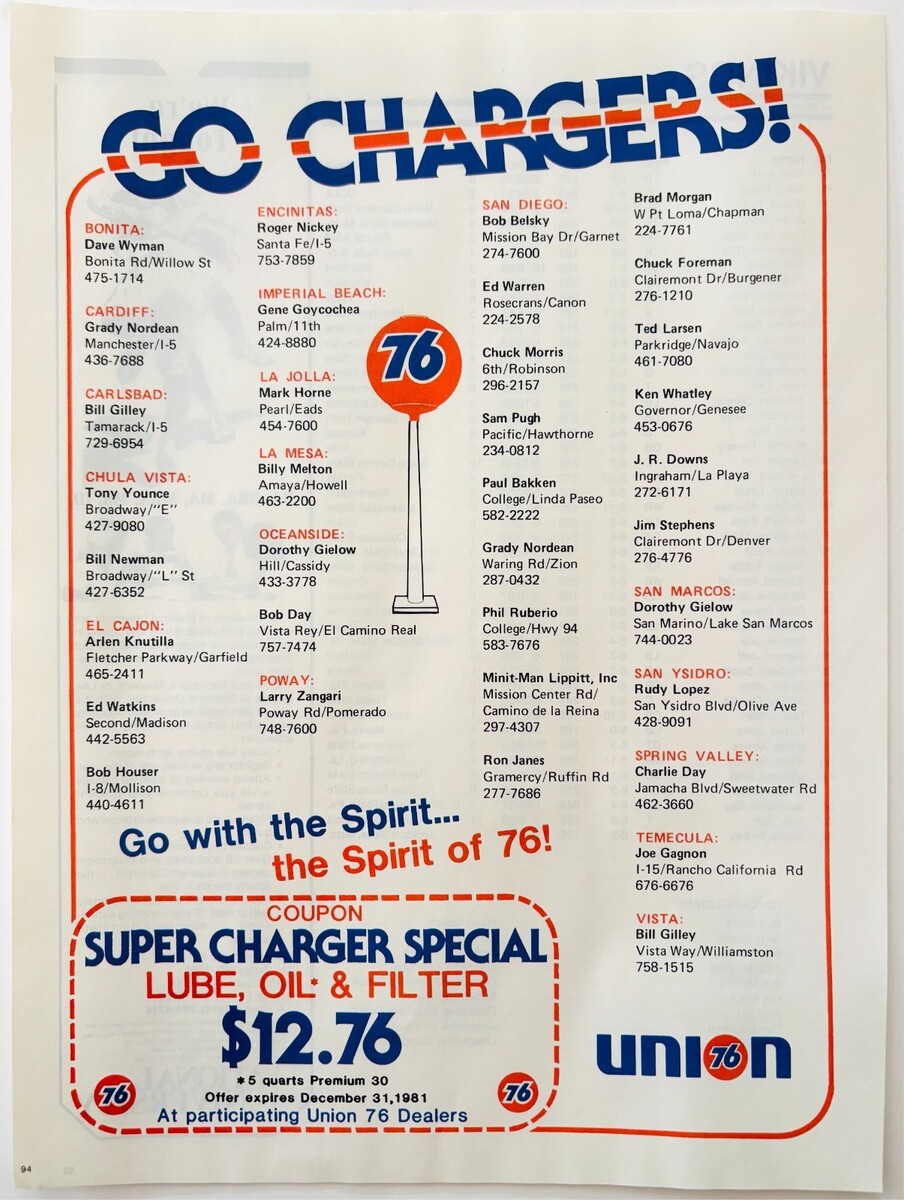 GO CHARGERS!
BONITA:
Dave Wyman
Bonita Rd/Willow St
475-1714
CARDIFF:
Grady Nordean
Manchester/I-5
436-7688
CARLSBAD:
Bill Gilley
Tamarack/I-5
729-6954
CHULA VISTA:
Tony Younce
Broadway/"E"
427-9080
Bill Newman
Broadway/"L" St
427-6352
EL CAJON:
Arlen Knutilla
Fletcher Parkway/Garfield
465-2411
Ed Watkins
Second/Madison
442-5563
Bob Houser
I-8/Mollison
440-4611
ENCINITAS:
Roger Nickey
Santa Fe/I-5
753-7859
IMPERIAL BEACH:
Gene Goycochea
Palm/11th
424-8880
LA JOLLA:
Mark Horne
Pearl/Eads
454-7600
LA MESA:
Billy Melton
Amaya/Howell
463-2200
OCEANSIDE:
Dorothy Gielow
Hill/Cassidy
433-3778
Bob Day
Vista Rey/El Camino Real
757-7474
POWAY:
Larry Zangari
Poway Rd/Pomerado
748-7600
76
SAN DIEGO:
Bob Belsky
Mission Bay Dr/Garnet
274-7600
Ed Warren
Rosecrans/Canon
224-2578
Chuck Morris
6th/Robinson
296-2157
Sam Pugh
Pacific/Hawthorne
234-0812
Paul Bakken
College/Linda Paseo
582-2222
Grady Nordean
Waring Rd/Zion
287-0432
Phil Ruberio
College/Hwy 94
583-7676
Minit-Man Lippitt, Inc
Mission Center Rd/
Camino de la Reina
297-4307
Ron Janes
Gramercy/Ruffin Rd
277-7686
Brad Morgan
W Pt Loma/Chapman
224-7761
Chuck Foreman
Clairemont Dr/Burgener
276-1210
Ted Larsen
Parkridge/Navajo
461-7080
Ken Whatley
Governor/Genesee
453-0676
J. R. Downs
Ingraham/La Playa
272-6171
Jim Stephens
Clairemont Dr/Denver
276-4776
SAN MARCOS:
Dorothy Gielow
San Marino/Lake San Marcos
744-0023
SAN YSIDRO:
Rudy Lopez
San Ysidro Blvd/Olive Ave
428-9091
SPRING VALLEY:
Charlie Day
Jamacha Blvd/Sweetwater Rd
462-3660
TEMECULA:
Joe Gagnon
I-15/Rancho California Rd
676-6676
VISTA:
Bill Gilley
Vista Way/Williamston
758-1515
Go with the Spirit...
the Spirit of 76!
COUPON
SUPER CHARGER SPECIAL
LUBE, OIL* & FILTER
$12.76
*5 quarts Premium 30
Offer expires December 31,1981
At participating Union 76 Dealers
76
76
union
76
94